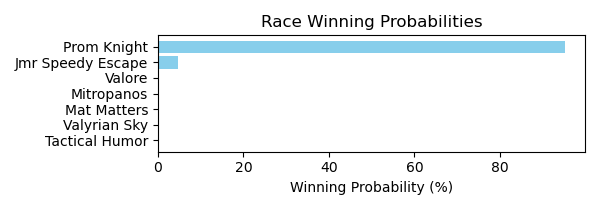 Race Winning Probabilities
Prom Knight
Jmr Speedy Escape
Valore
Mitropanos
Mat Matters
Valyrian Sky
Tactical Humor
0 20 40 60 80
Winning Probability (%)